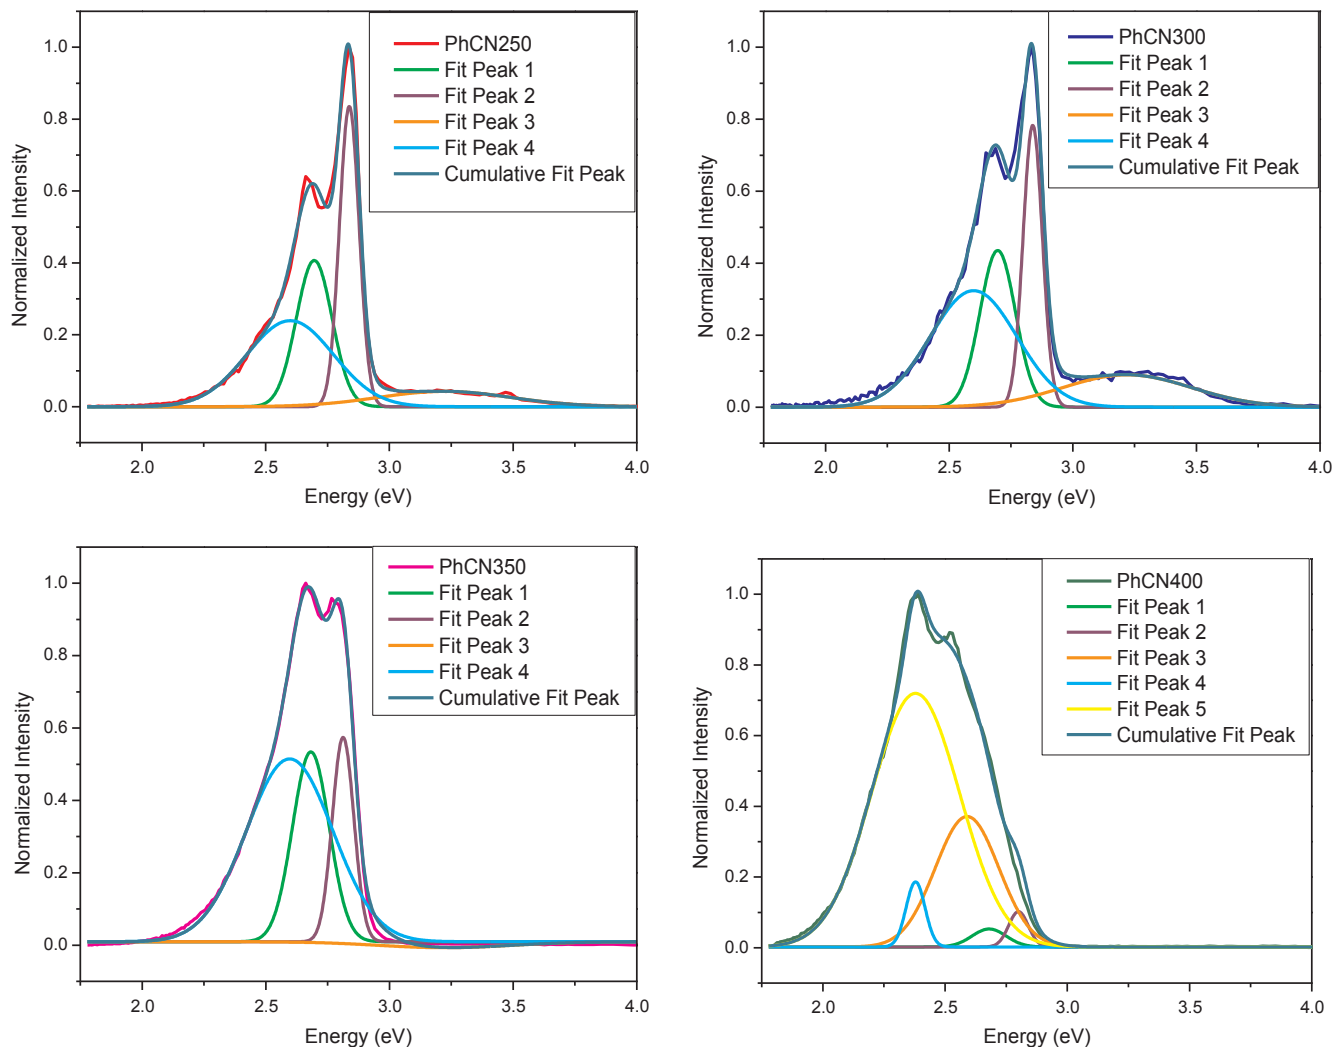 PhCN250
Fit Peak 1
Fit Peak 2
Fit Peak 3
Fit Peak 4
Cumulative Fit Peak
1.0
0.8
0.6
0.4
0.2
0.0
Normalized Intensity
2.0 2.5 3.0 3.5 4.0
Energy (eV)
PhCN300
Fit Peak 1
Fit Peak 2
Fit Peak 3
Fit Peak 4
Cumulative Fit Peak
1.0
0.8
0.6
0.4
0.2
0.0
Normalized Intensity
2.0 2.5 3.0 3.5 4.0
Energy (eV)
PhCN350
Fit Peak 1
Fit Peak 2
Fit Peak 3
Fit Peak 4
Cumulative Fit Peak
1.0
0.8
0.6
0.4
0.2
0.0
Normalized Intensity
2.0 2.5 3.0 3.5 4.0
Energy (eV)
PhCN400
Fit Peak 1
Fit Peak 2
Fit Peak 3
Fit Peak 4
Fit Peak 5
Cumulative Fit Peak
1.0
0.8
0.6
0.4
0.2
0.0
Normalized Intensity
2.0 2.5 3.0 3.5 4.0
Energy (eV)